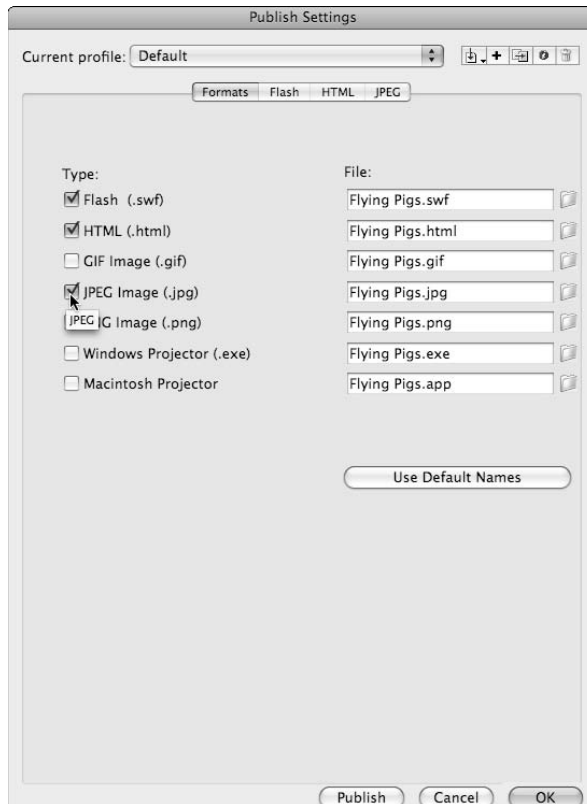 Publish Settings
Current profile: Default
Formats Flash HTML JPEG
Type: File:
Flash (.swf) Flying Pigs.swf
HTML (.html) Flying Pigs.html
GIF Image (.gif) Flying Pigs.gif
JPEG Image (.jpg) Flying Pigs.jpg
JPEG Image (.png) Flying Pigs.png
Windows Projector (.exe) Flying Pigs.exe
Macintosh Projector Flying Pigs.app
Use Default Names
Publish Cancel OK